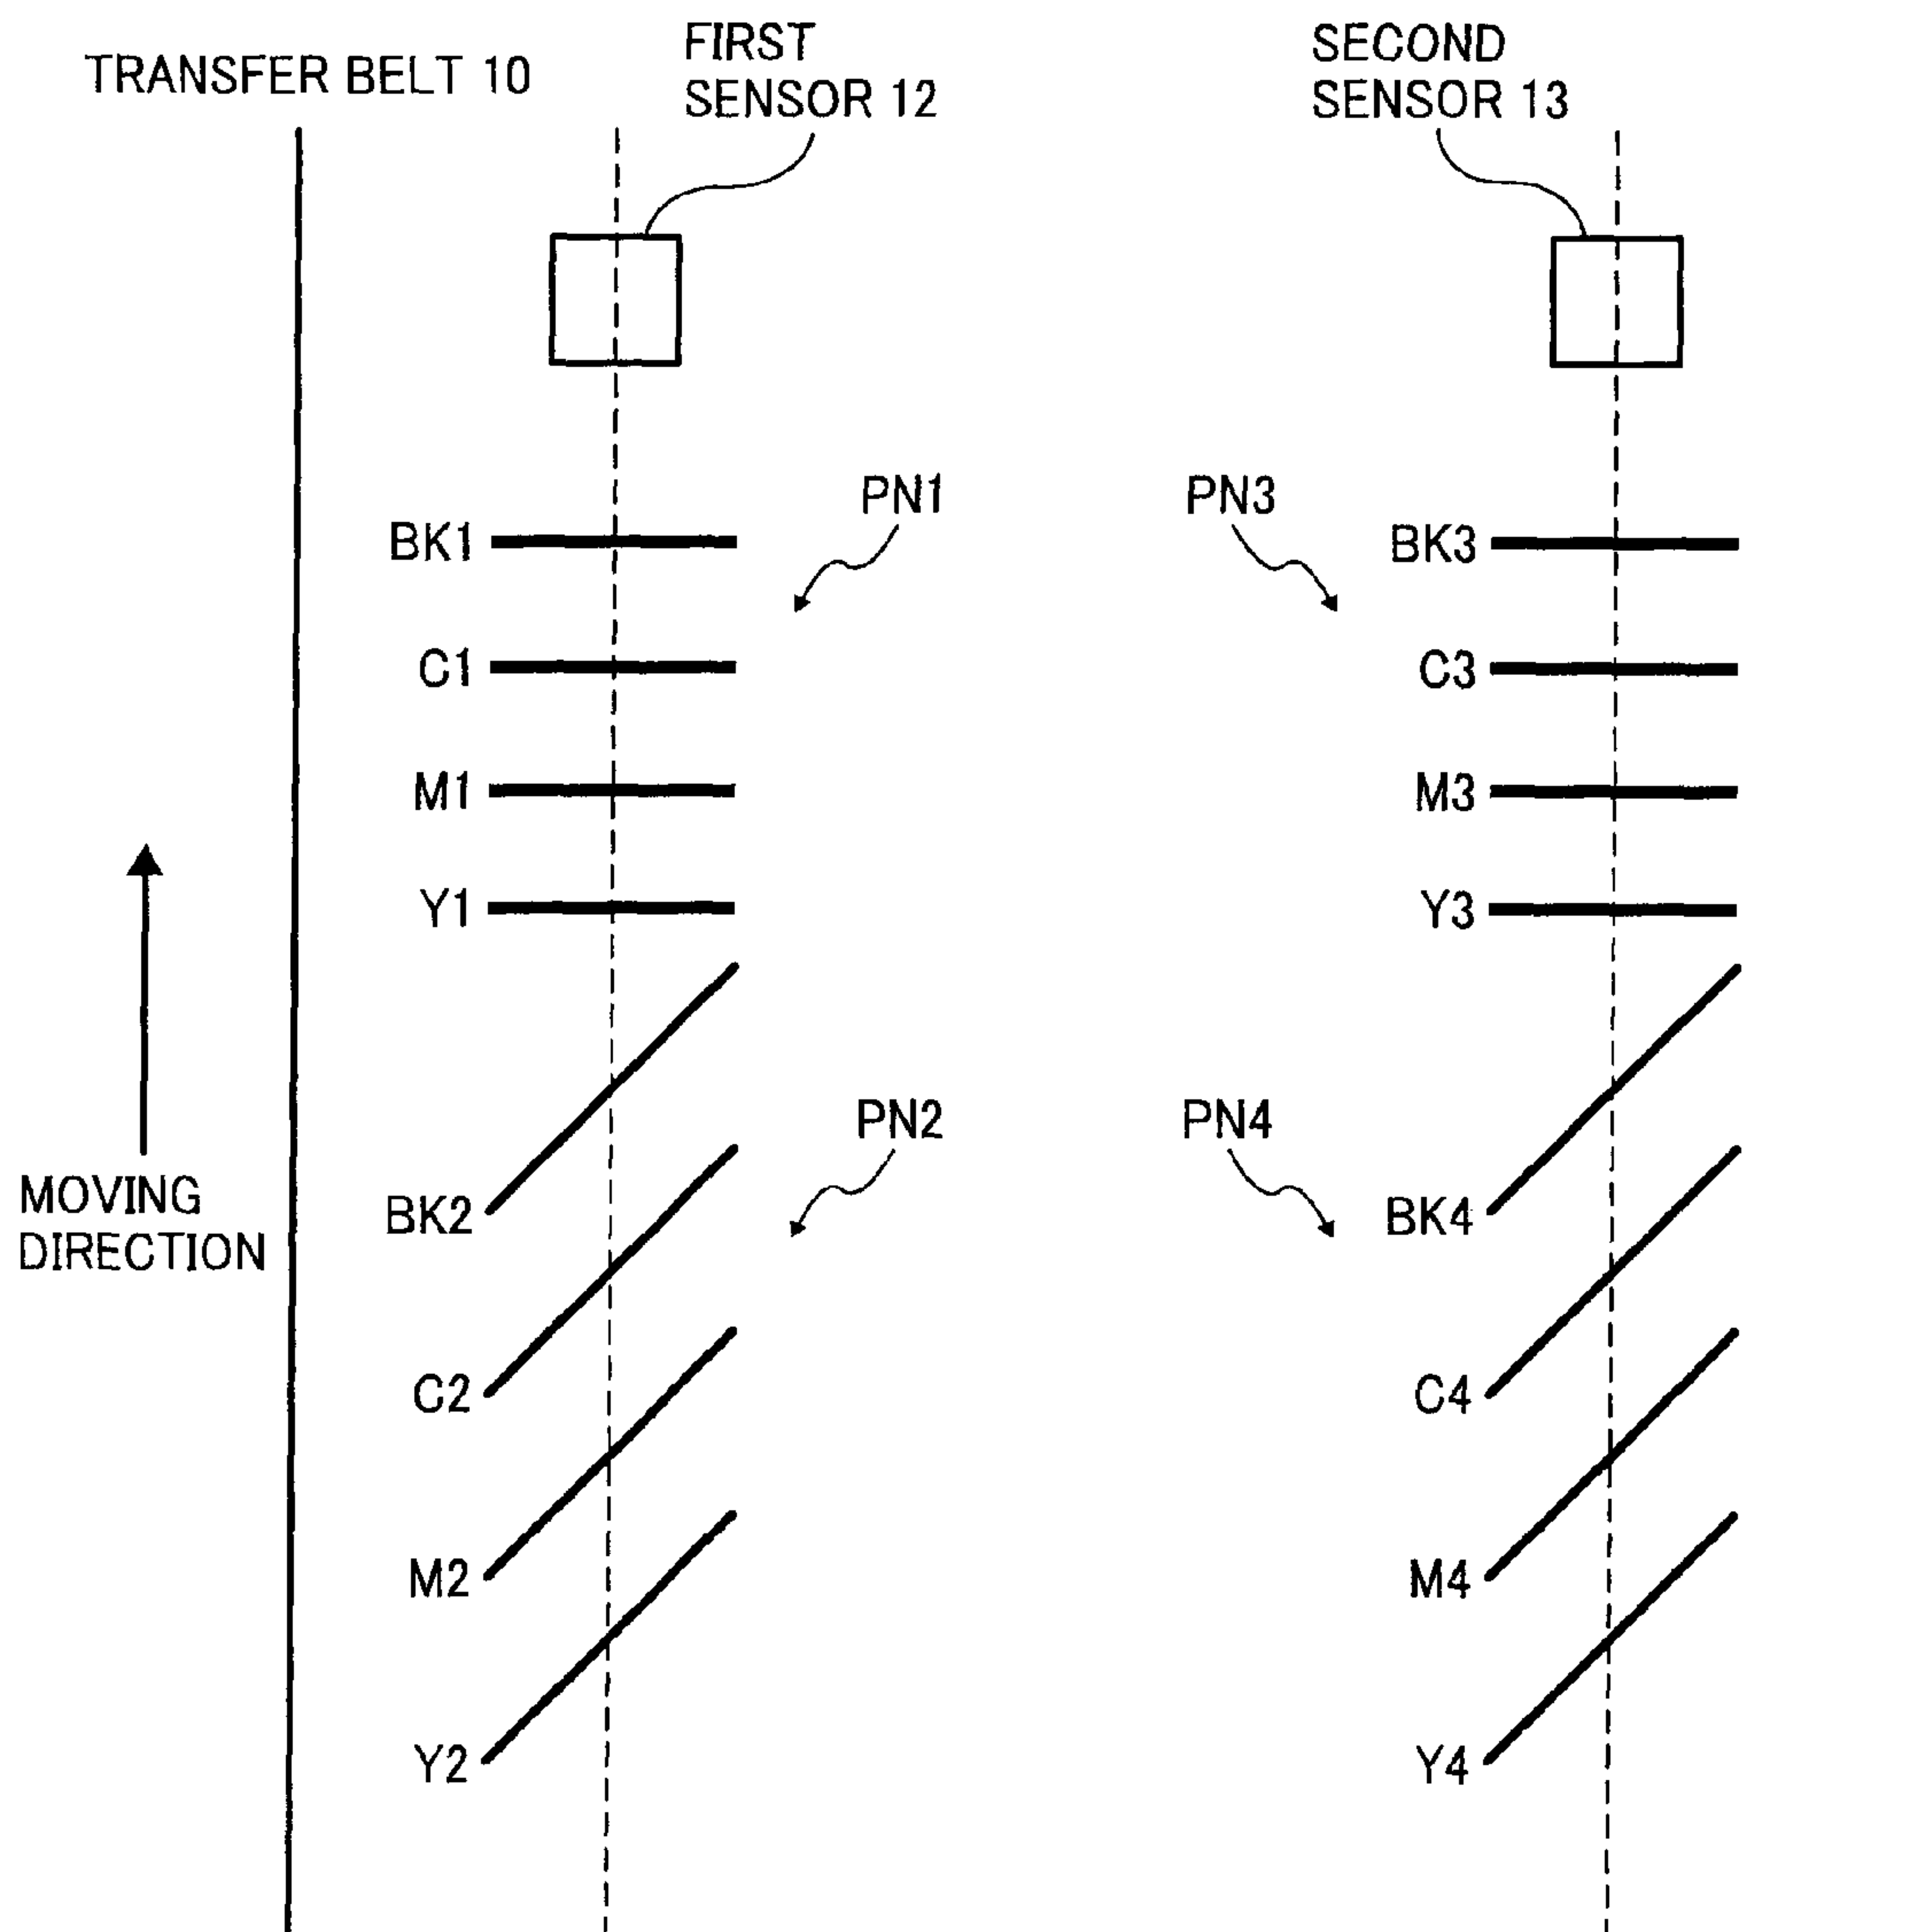 TRANSFER BELT 10
FIRST
SENSOR 12
SECOND
SENSOR 13
PN1
PN3
BK1
BK3
C1
C3
M1
M3
Y1
Y3
PN2
PN4
MOVING
DIRECTION
BK2
BK4
C2
C4
M2
M4
Y2
Y4